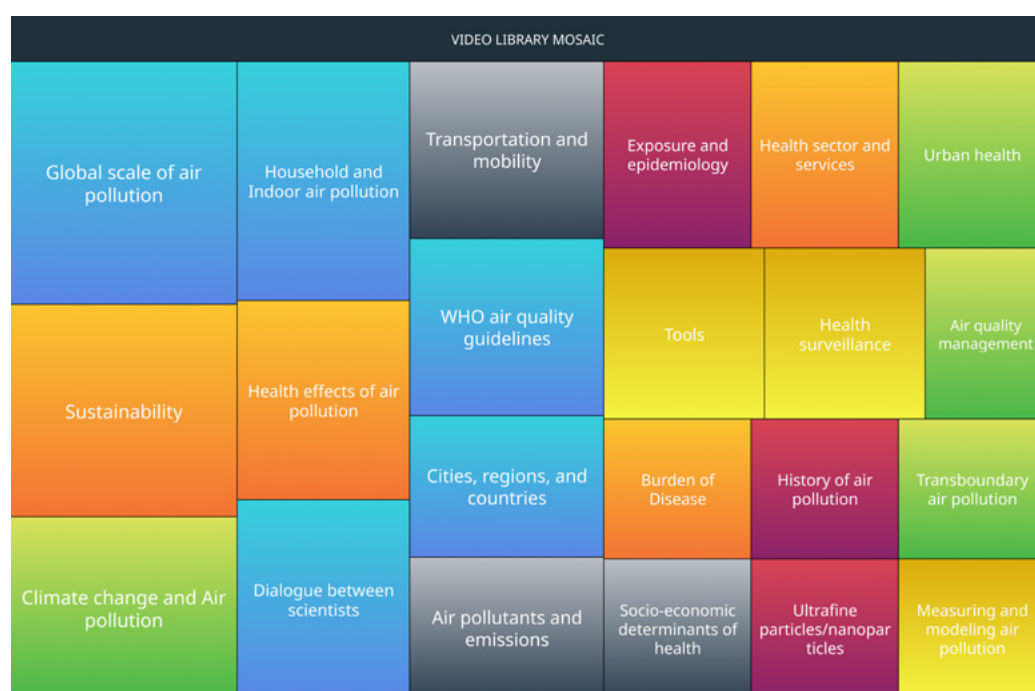 VIDEO LIBRARY MOSAIC
Global scale of air
pollution
Household and
Indoor air pollution
Transportation and
mobility
Exposure and
epidemiology
Health sector and
services
Urban health
WHO air quality
guidelines
Tools
Health
surveillance
Air quality
management
Sustainability
Health effects of air
pollution
Cities, regions, and
countries
Burden of
Disease
History of air
pollution
Transboundary
air pollution
Climate change and Air
pollution
Dialogue between
scientists
Air pollutants and
emissions
Socio-economic
determinants of
health
Ultrafine
particles/nanopar
ticles
Measuring and
modeling air
pollution